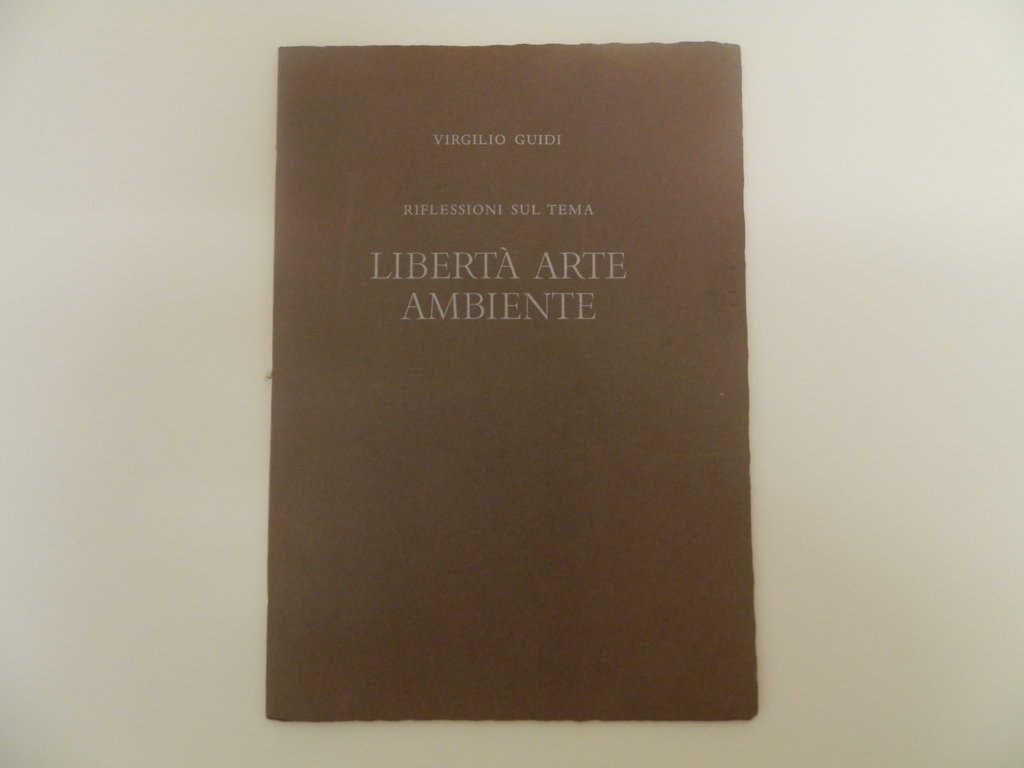 VIRGILIO GUIDI
RIFLESSIONI SUL TEMA
LIBERTÀ ARTE
AMBIENTE